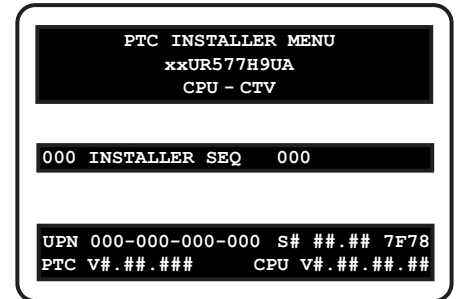 PTC INSTALLER MENU
xxUR577H9UA
CPU – CTV
000 INSTALLER SEQ 000
UPN 000-000-000-000 S# ##.## 7F78
PTC V#.##.### CPU V#.##.##.##